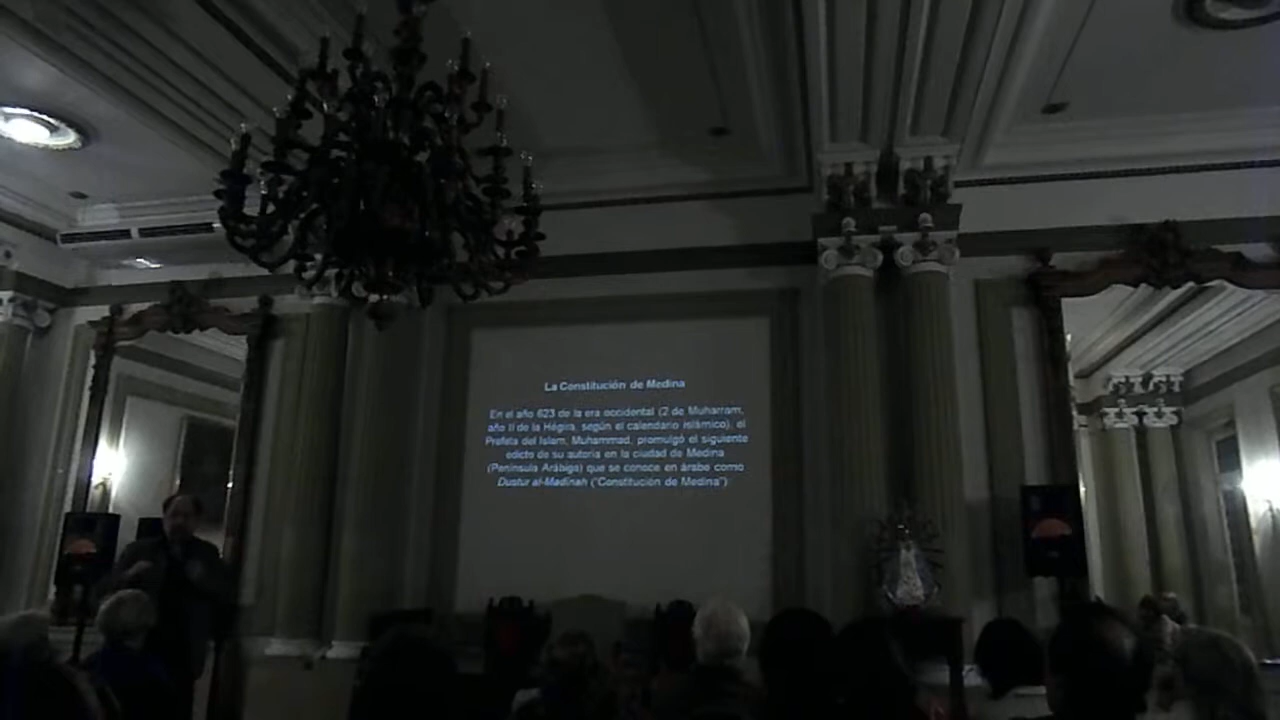 La Constitución de Medina
En el año 623 de la era occidental (2 de Muharram,
año II de la Hégira, según el calendario islámico), el
Profeta del Islam, Muhammad, promulgó el siguiente
edicto de su autoría en la ciudad de Medina
(Península Arábiga) que se conoce en árabe como
Dustur al-Madinah ("Constitución de Medina"):